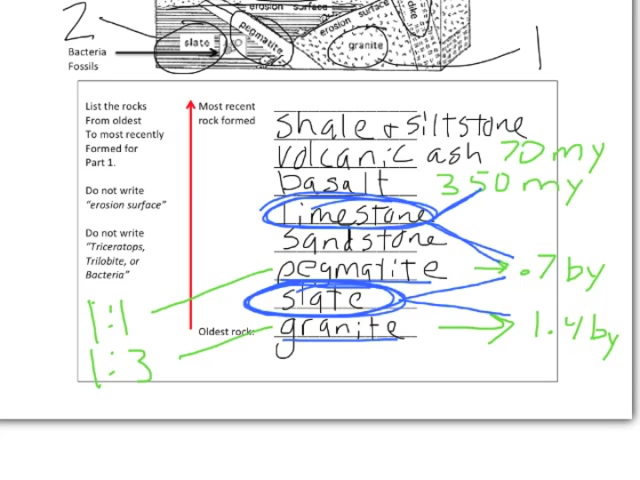 erosion surface
2
pegmatite
erosion surface
dike
slate
granite
Bacteria
Fossils
1
List the rocks
From oldest
To most recently
Formed for
Part 1.
Do not write
"erosion surface"
Do not write
"Triceratops,
Trilobite, or
Bacteria"
Most recent
rock formed
Shale & siltstone
volcanic ash 70 my
basalt 350 my
limestone
sandstone
pegmatite → .7 by
slate
Oldest rock: granite → 1.4 by
1:1
1:3